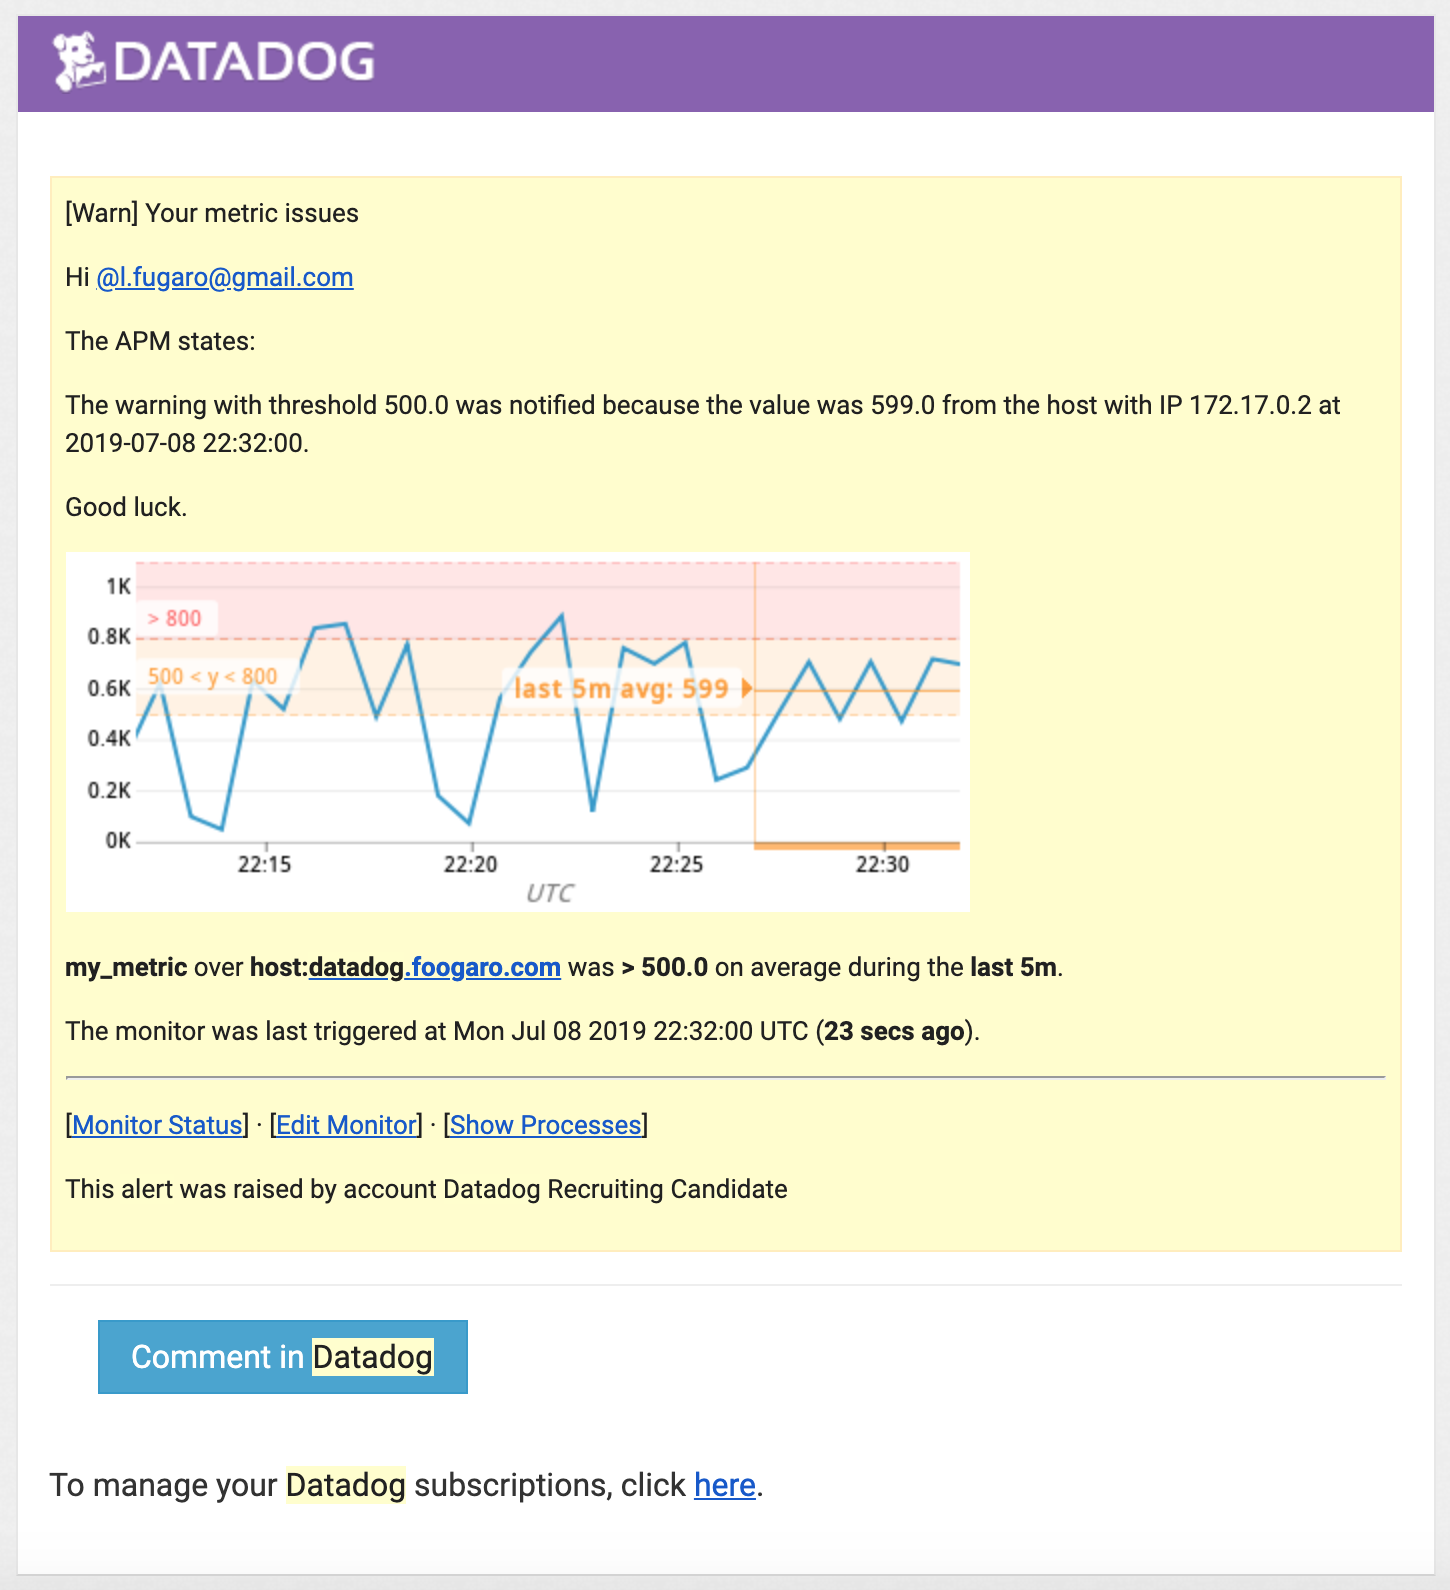 DATADOG
[Warn] Your metric issues
Hi @l.fugaro@gmail.com
The APM states:
The warning with threshold 500.0 was notified because the value was 599.0 from the host with IP 172.17.0.2 at
2019-07-08 22:32:00.
Good luck.
1K
> 800
0.8K
500 < y < 800
0.6K
last 5m avg: 599
0.4K
0.2K
0K
22:15 22:20 22:25 22:30
UTC
my_metric over host:datadog.foogaro.com was > 500.0 on average during the last 5m.
The monitor was last triggered at Mon Jul 08 2019 22:32:00 UTC (23 secs ago).
[Monitor Status] · [Edit Monitor] · [Show Processes]
This alert was raised by account Datadog Recruiting Candidate
Comment in Datadog
To manage your Datadog subscriptions, click here.